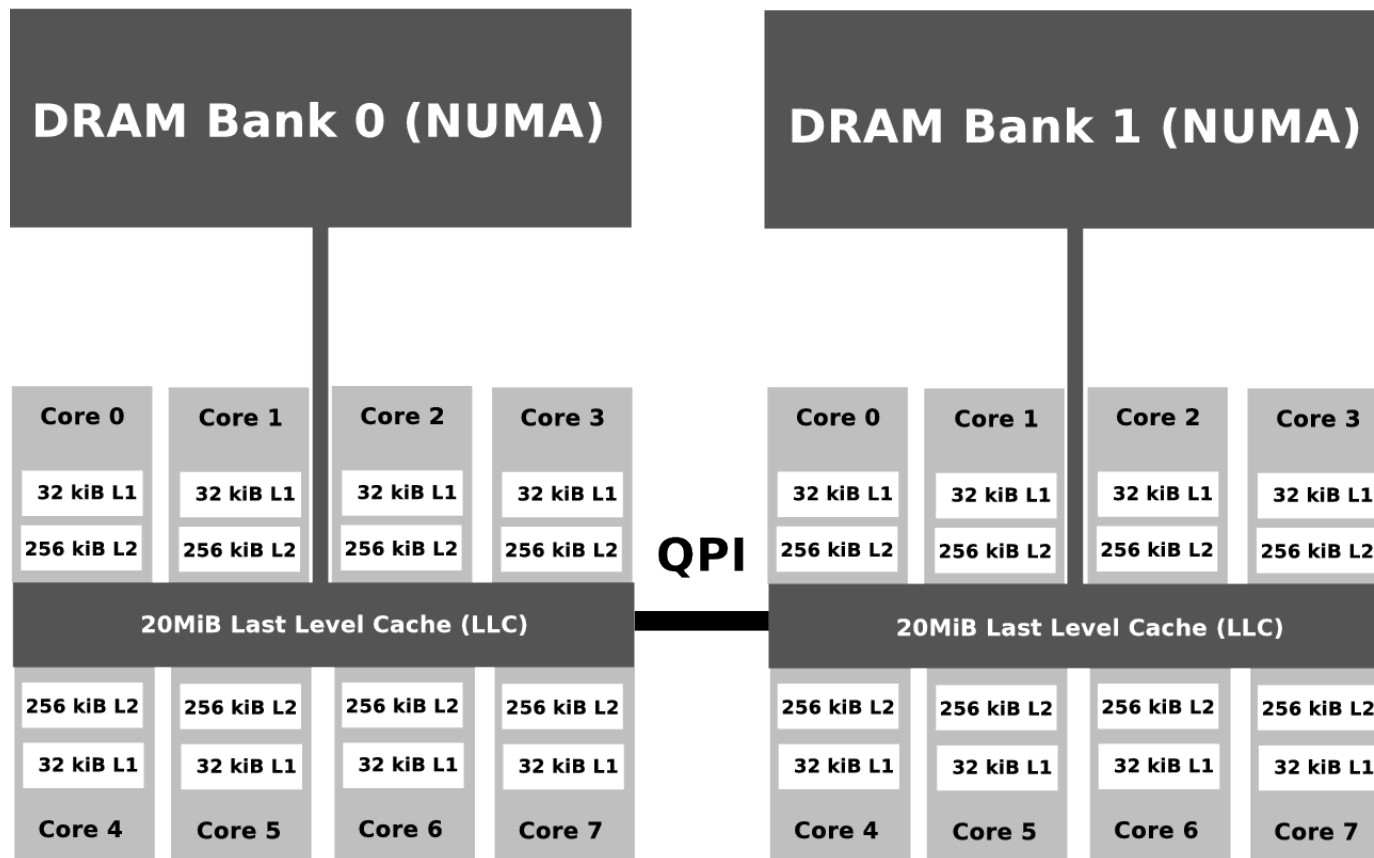 DRAM Bank 0 (NUMA)
DRAM Bank 1 (NUMA)
Core 0
Core 1
Core 2
Core 3
32 kiB L1
32 kiB L1
32 kiB L1
32 kiB L1
256 kiB L2
256 kiB L2
256 kiB L2
256 kiB L2
20MiB Last Level Cache (LLC)
256 kiB L2
256 kiB L2
256 kiB L2
256 kiB L2
32 kiB L1
32 kiB L1
32 kiB L1
32 kiB L1
Core 4
Core 5
Core 6
Core 7
QPI
Core 0
Core 1
Core 2
Core 3
32 kiB L1
32 kiB L1
32 kiB L1
32 kiB L1
256 kiB L2
256 kiB L2
256 kiB L2
256 kiB L2
20MiB Last Level Cache (LLC)
256 kiB L2
256 kiB L2
256 kiB L2
256 kiB L2
32 kiB L1
32 kiB L1
32 kiB L1
32 kiB L1
Core 4
Core 5
Core 6
Core 7